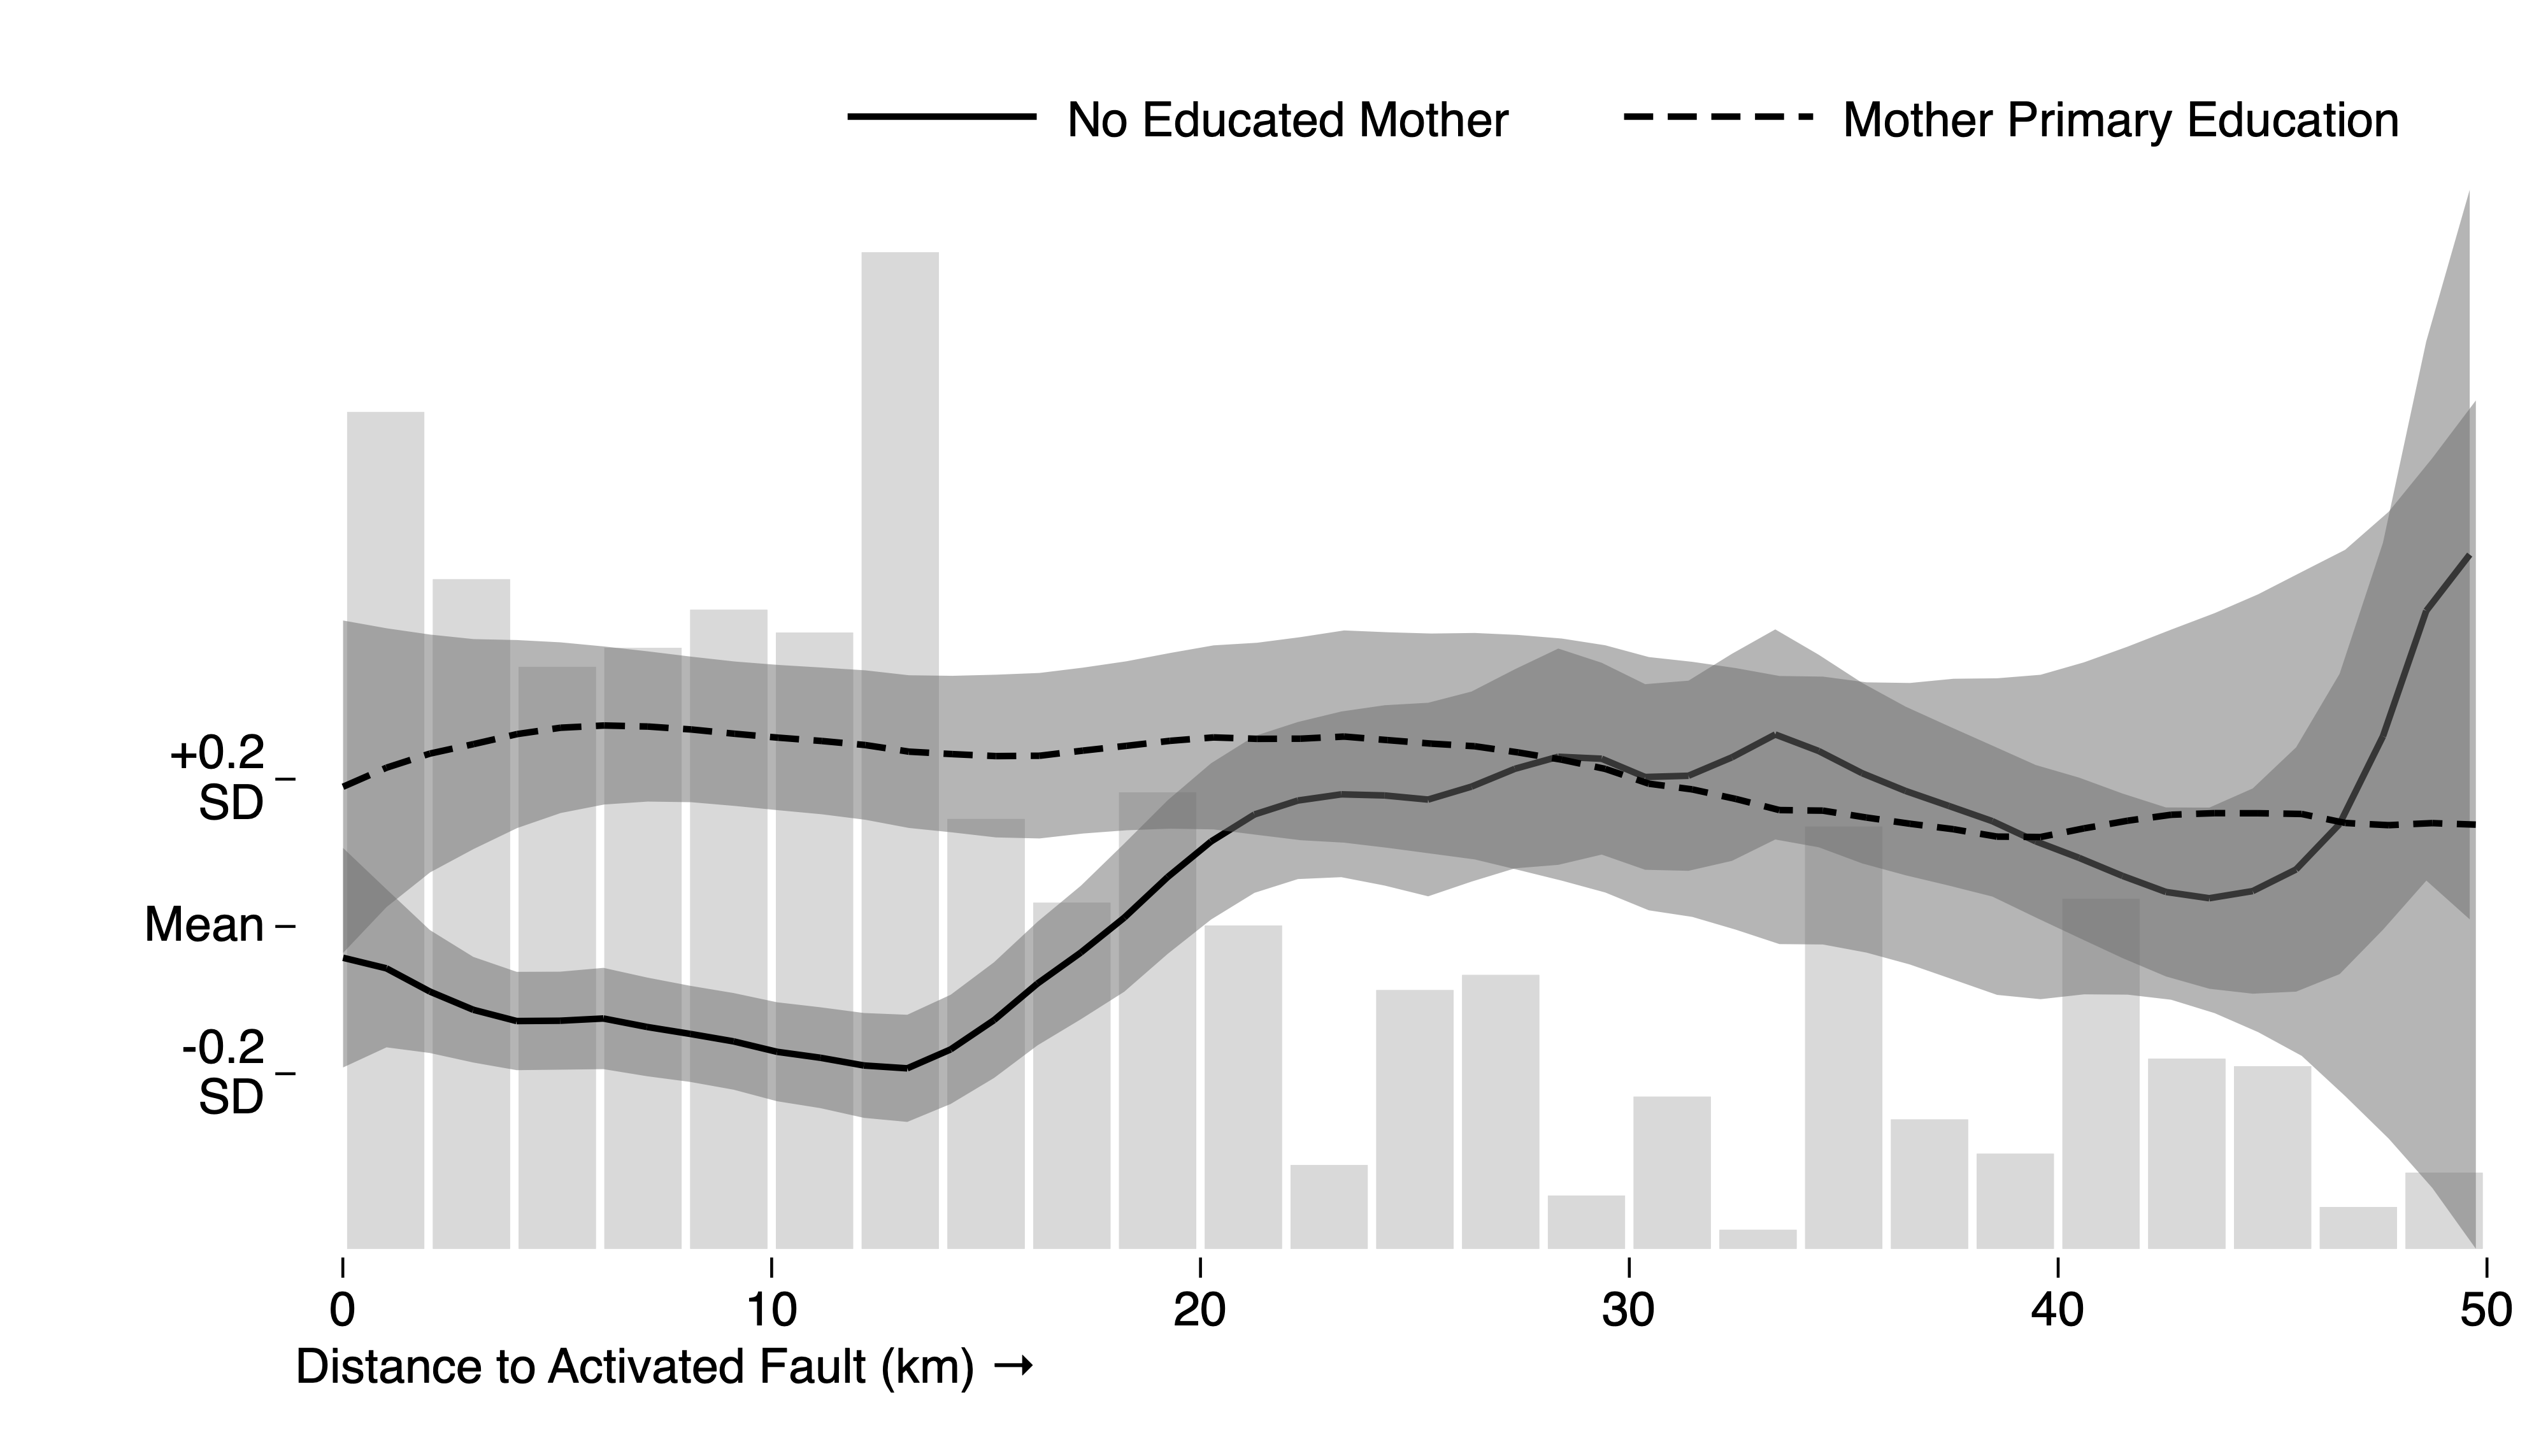 No Educated Mother
Mother Primary Education
+0.2
SD
Mean
-0.2
SD
0
10
20
30
40
50
Distance to Activated Fault (km) →